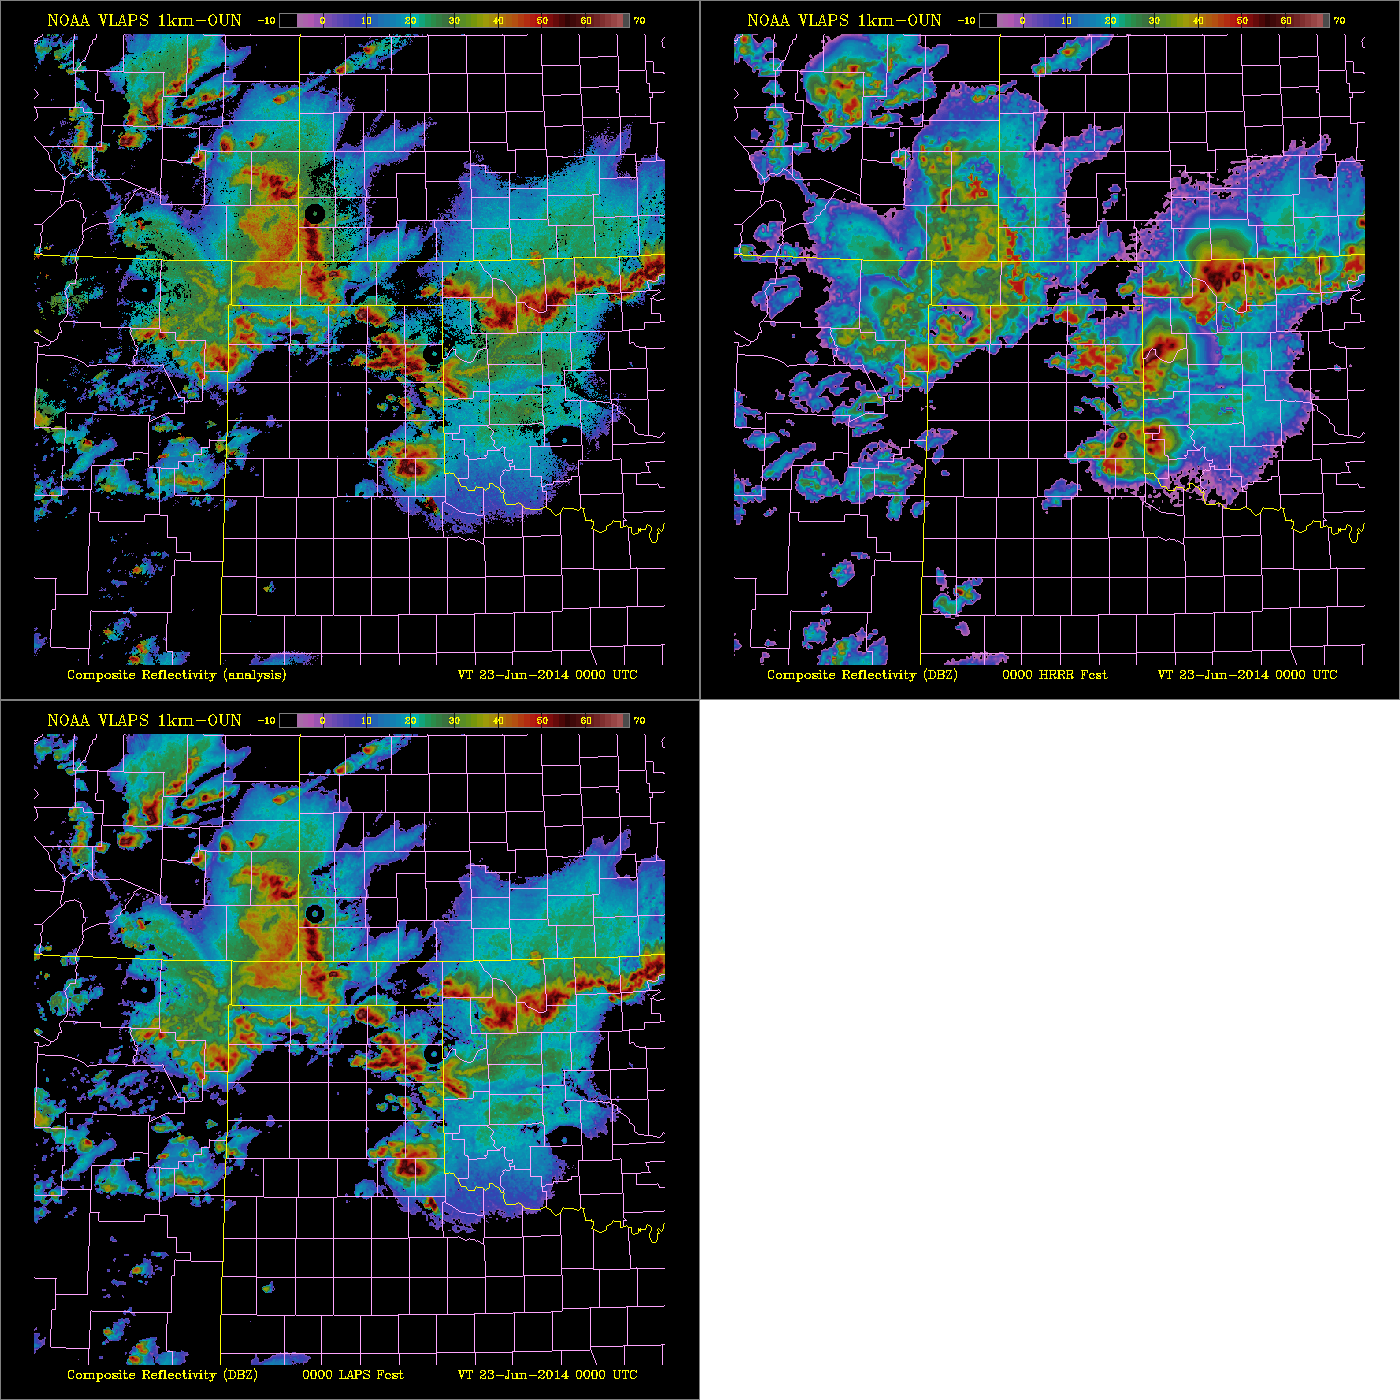 NOAA VLAPS 1km-OUN -10 0 10 20 30 40 50 60 70
Composite Reflectivity (analysis) VT 23-Jun-2014 0000 UTC
NOAA VLAPS 1km-OUN -10 0 10 20 30 40 50 60 70
Composite Reflectivity (DBZ) 0000 HRRR Fcst VT 23-Jun-2014 0000 UTC
NOAA VLAPS 1km-OUN -10 0 10 20 30 40 50 60 70
Composite Reflectivity (DBZ) 0000 LAPS Fcst VT 23-Jun-2014 0000 UTC